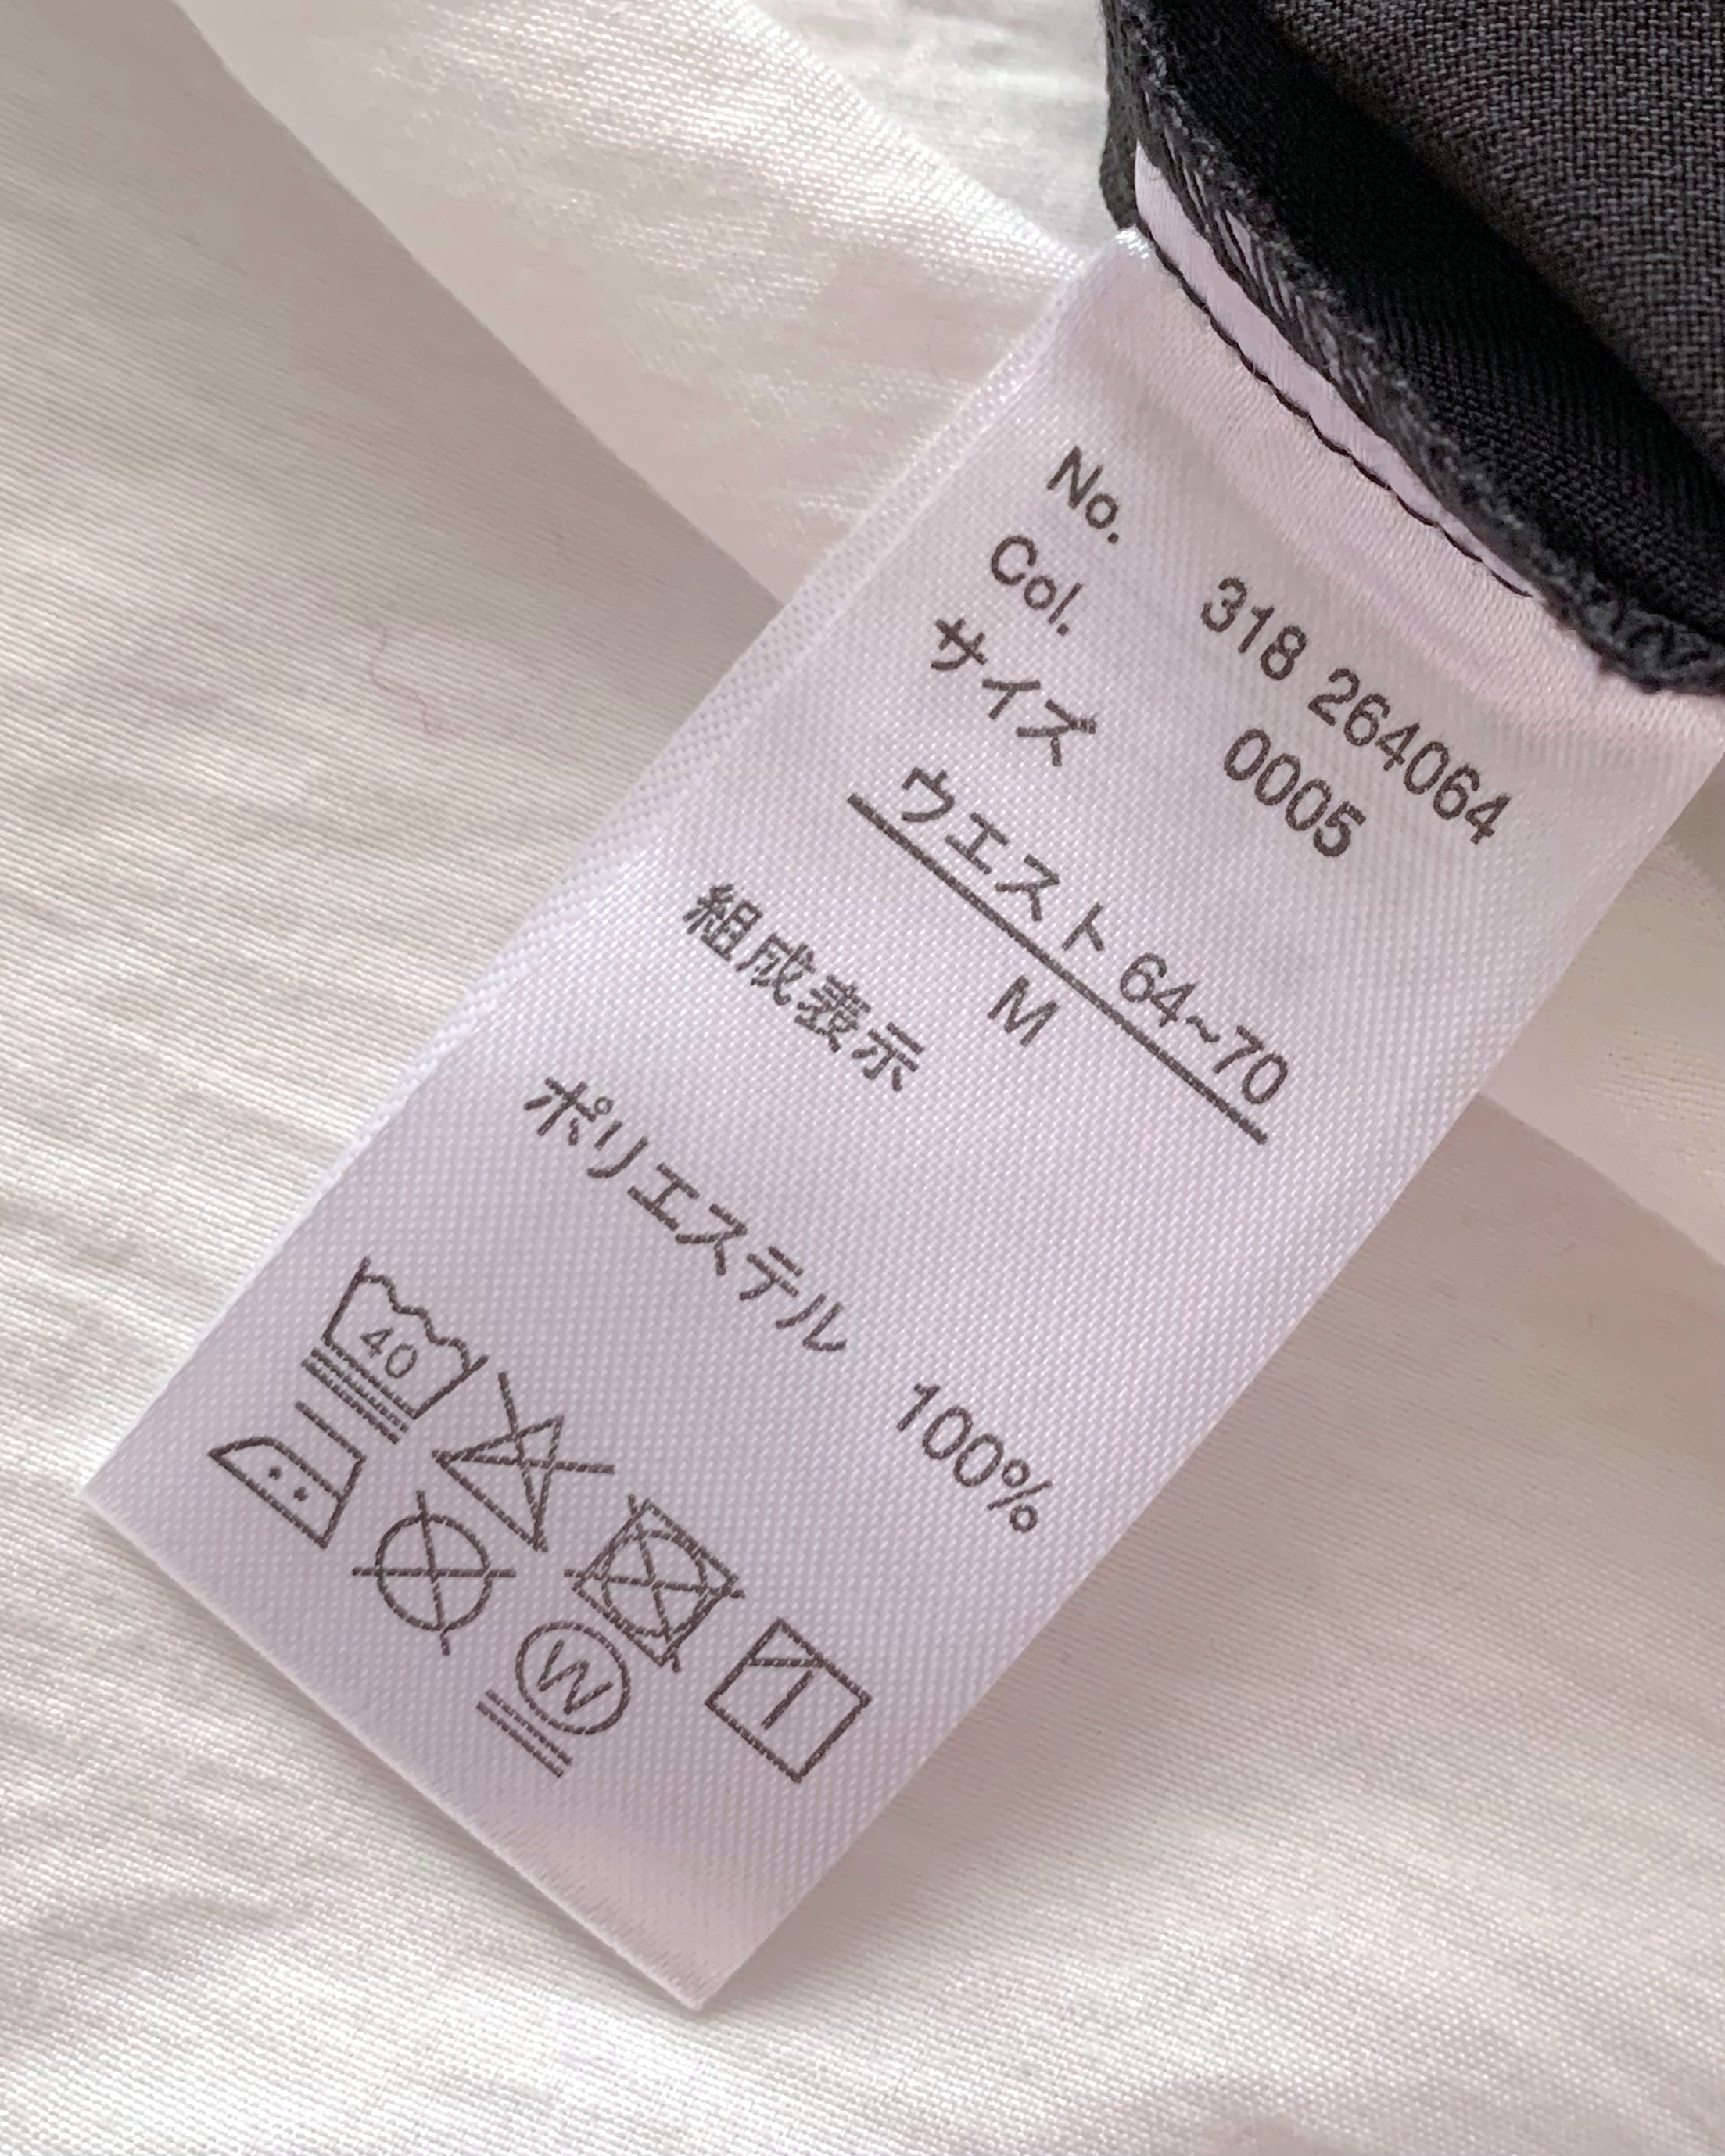 No. 318 264064
Col. 0005
サイズ
ウエスト 64~70
M
組成表示
ポリエステル 100%
40
W